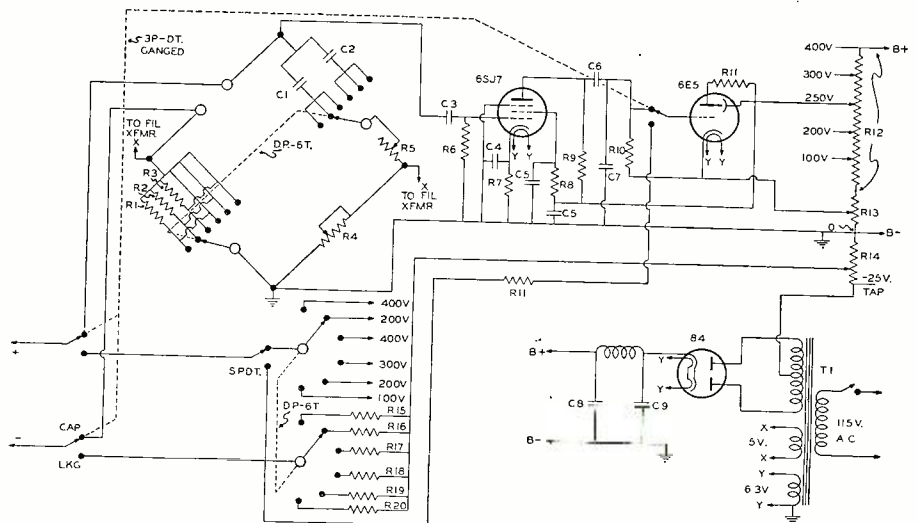 3P-DT.
GANGED
C2
C1
C6
6SJ7
6E5
R11
400V
B+
300V
250V
R12
200V
100V
TO FIL
XFMR
X
DP-6T.
C3
R6
C4
R7
Y Y
C5
R8
C5
R9
C7
R10
Y Y
R5
X
TO FIL
XFMR
R3
R2
R1
R4
R13
O
B-
R14
-25V.
TAP
R11
400V
200V
400V
300V
200V
100V
+
SPDT.
DP-6T
R15
R16
R17
R18
R19
R20
CAP
-
LKG
B+
84
Y
Y
C8
C9
B-
T1
X
5V.
X
Y
6.3V
Y
115V.
A C